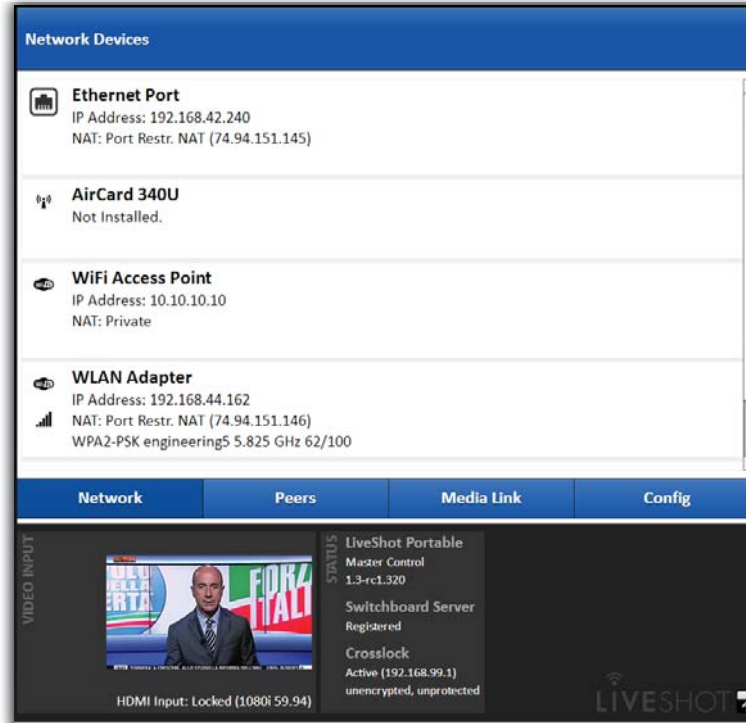 Network Devices
Ethernet Port
IP Address: 192.168.42.240
NAT: Port Restr. NAT (74.94.151.145)
AirCard 340U
Not Installed.
WiFi Access Point
IP Address: 10.10.10.10
NAT: Private
WLAN Adapter
IP Address: 192.168.44.162
NAT: Port Restr. NAT (74.94.151.146)
WPA2-PSK engineering5 5.825 GHz 62/100
Network Peers Media Link Config
VIDEO INPUT
ERTA
FORZA
ITALI
HDMI Input: Locked (1080i 59.94)
STATUS
LiveShot Portable
Master Control
1.3-rc1.320
Switchboard Server
Registered
Crosslock
Active (192.168.99.1)
unencrypted, unprotected
LIVESHOT